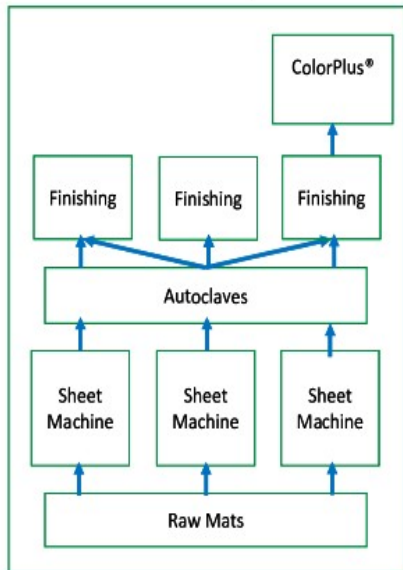 ColorPlus®
Finishing
Finishing
Finishing
Autoclaves
Sheet
Machine
Sheet
Machine
Sheet
Machine
Raw Mats